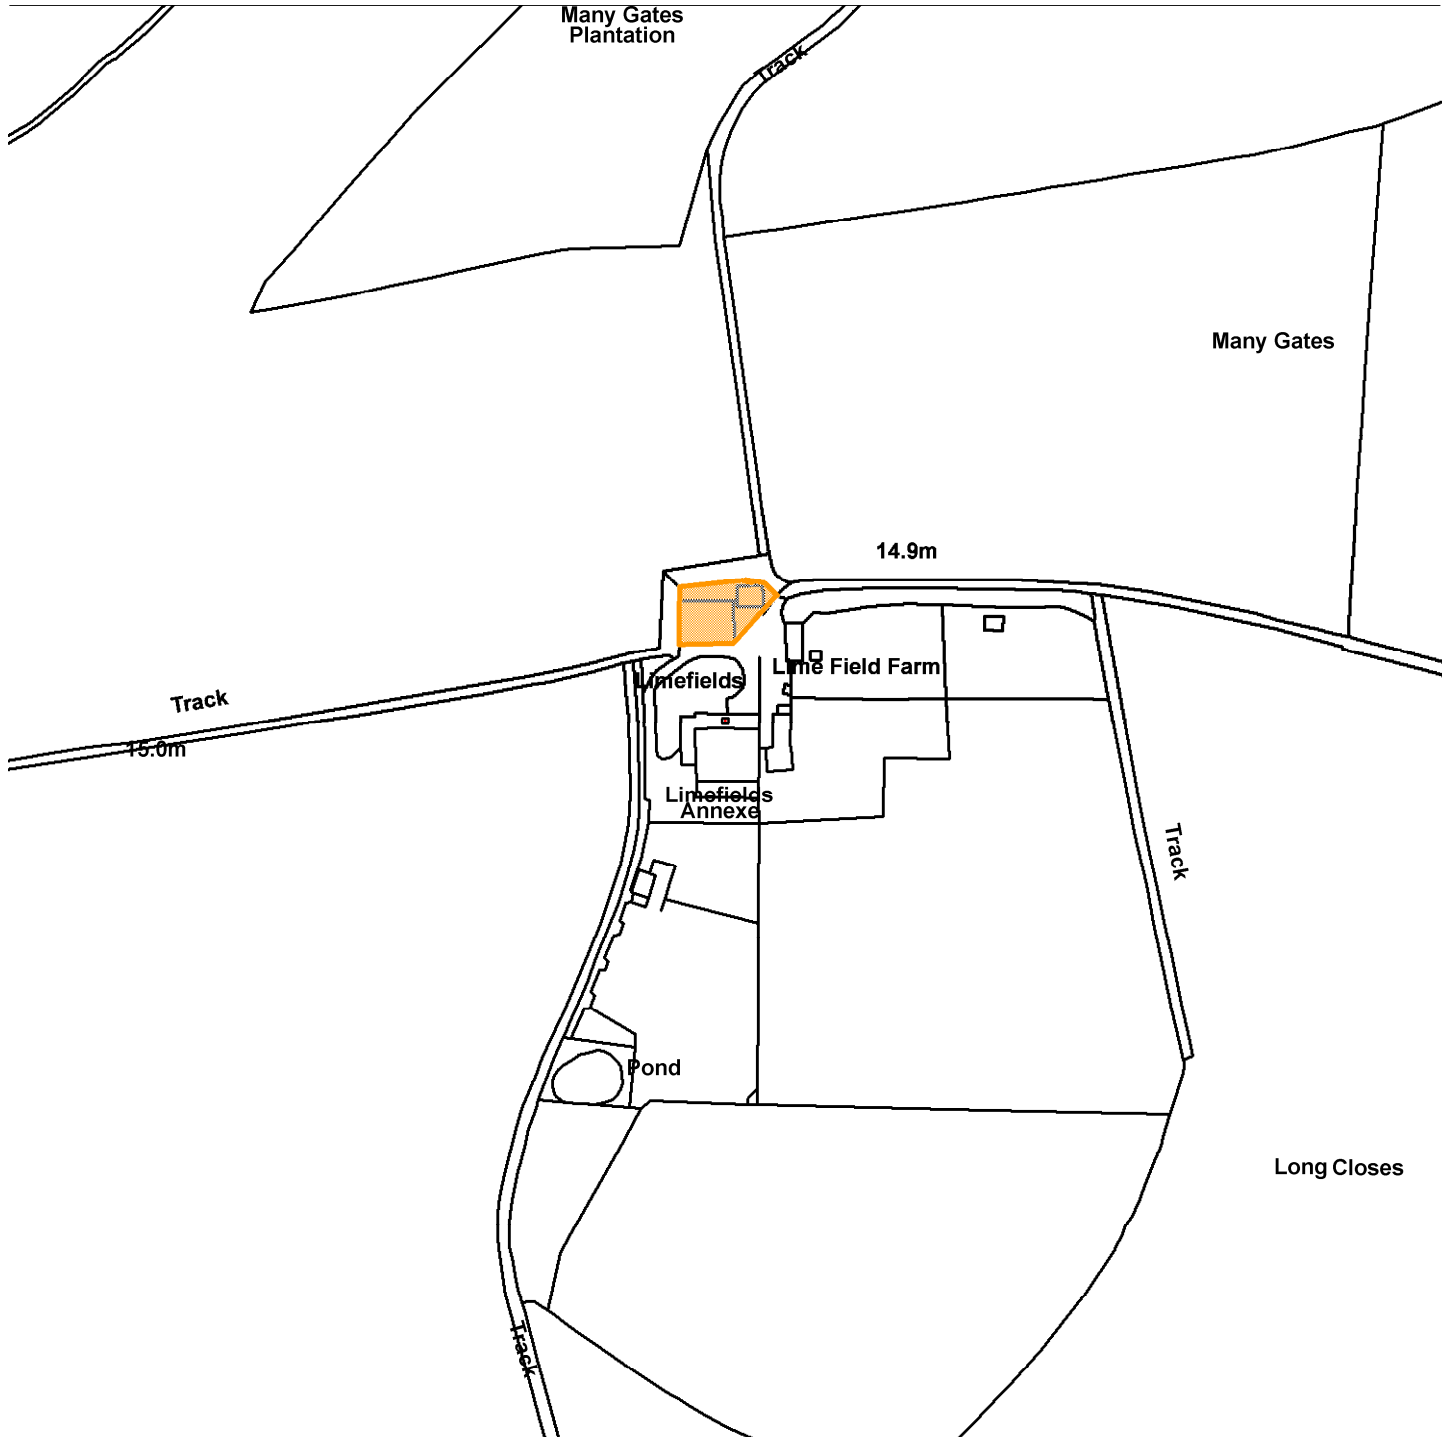 Many Gates
Plantation
Track
Many Gates
14.9m
Lime Field Farm
Limefields
Track
15.0m
Limefields
Annexe
Track
Pond
Long Closes
Track